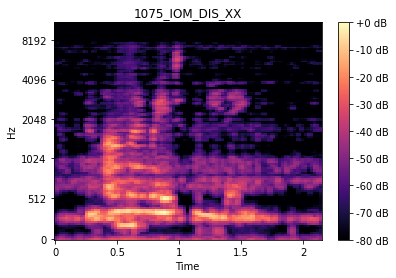 1075_IOM_DIS_XX
8192
4096
2048
1024
512
0
Hz
0
0.5
1
1.5
2
Time
+0 dB
-10 dB
-20 dB
-30 dB
-40 dB
-50 dB
-60 dB
-70 dB
-80 dB